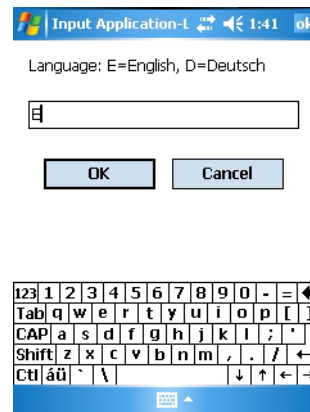 Input Application-L 1:41 ok
Language: E=English, D=Deutsch
E
OK Cancel
123 1 2 3 4 5 6 7 8 9 0 - =
Tab q w e r t y u i o p [ ]
CAP a s d f g h j k l ; '
Shift z x c v b n m , . / ←
Ctl áü ` \ ↓ ↑ ← →